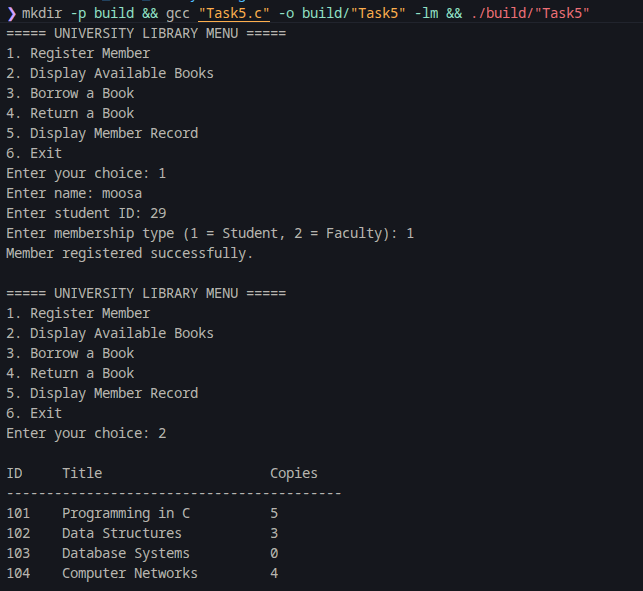 ❯ mkdir -p build && gcc "Task5.c" -o build/"Task5" -lm && ./build/"Task5"
===== UNIVERSITY LIBRARY MENU =====
1. Register Member
2. Display Available Books
3. Borrow a Book
4. Return a Book
5. Display Member Record
6. Exit
Enter your choice: 1
Enter name: moosa
Enter student ID: 29
Enter membership type (1 = Student, 2 = Faculty): 1
Member registered successfully.

===== UNIVERSITY LIBRARY MENU =====
1. Register Member
2. Display Available Books
3. Borrow a Book
4. Return a Book
5. Display Member Record
6. Exit
Enter your choice: 2

ID     Title                     Copies
------------------------------------------
101    Programming in C          5
102    Data Structures           3
103    Database Systems          0
104    Computer Networks         4